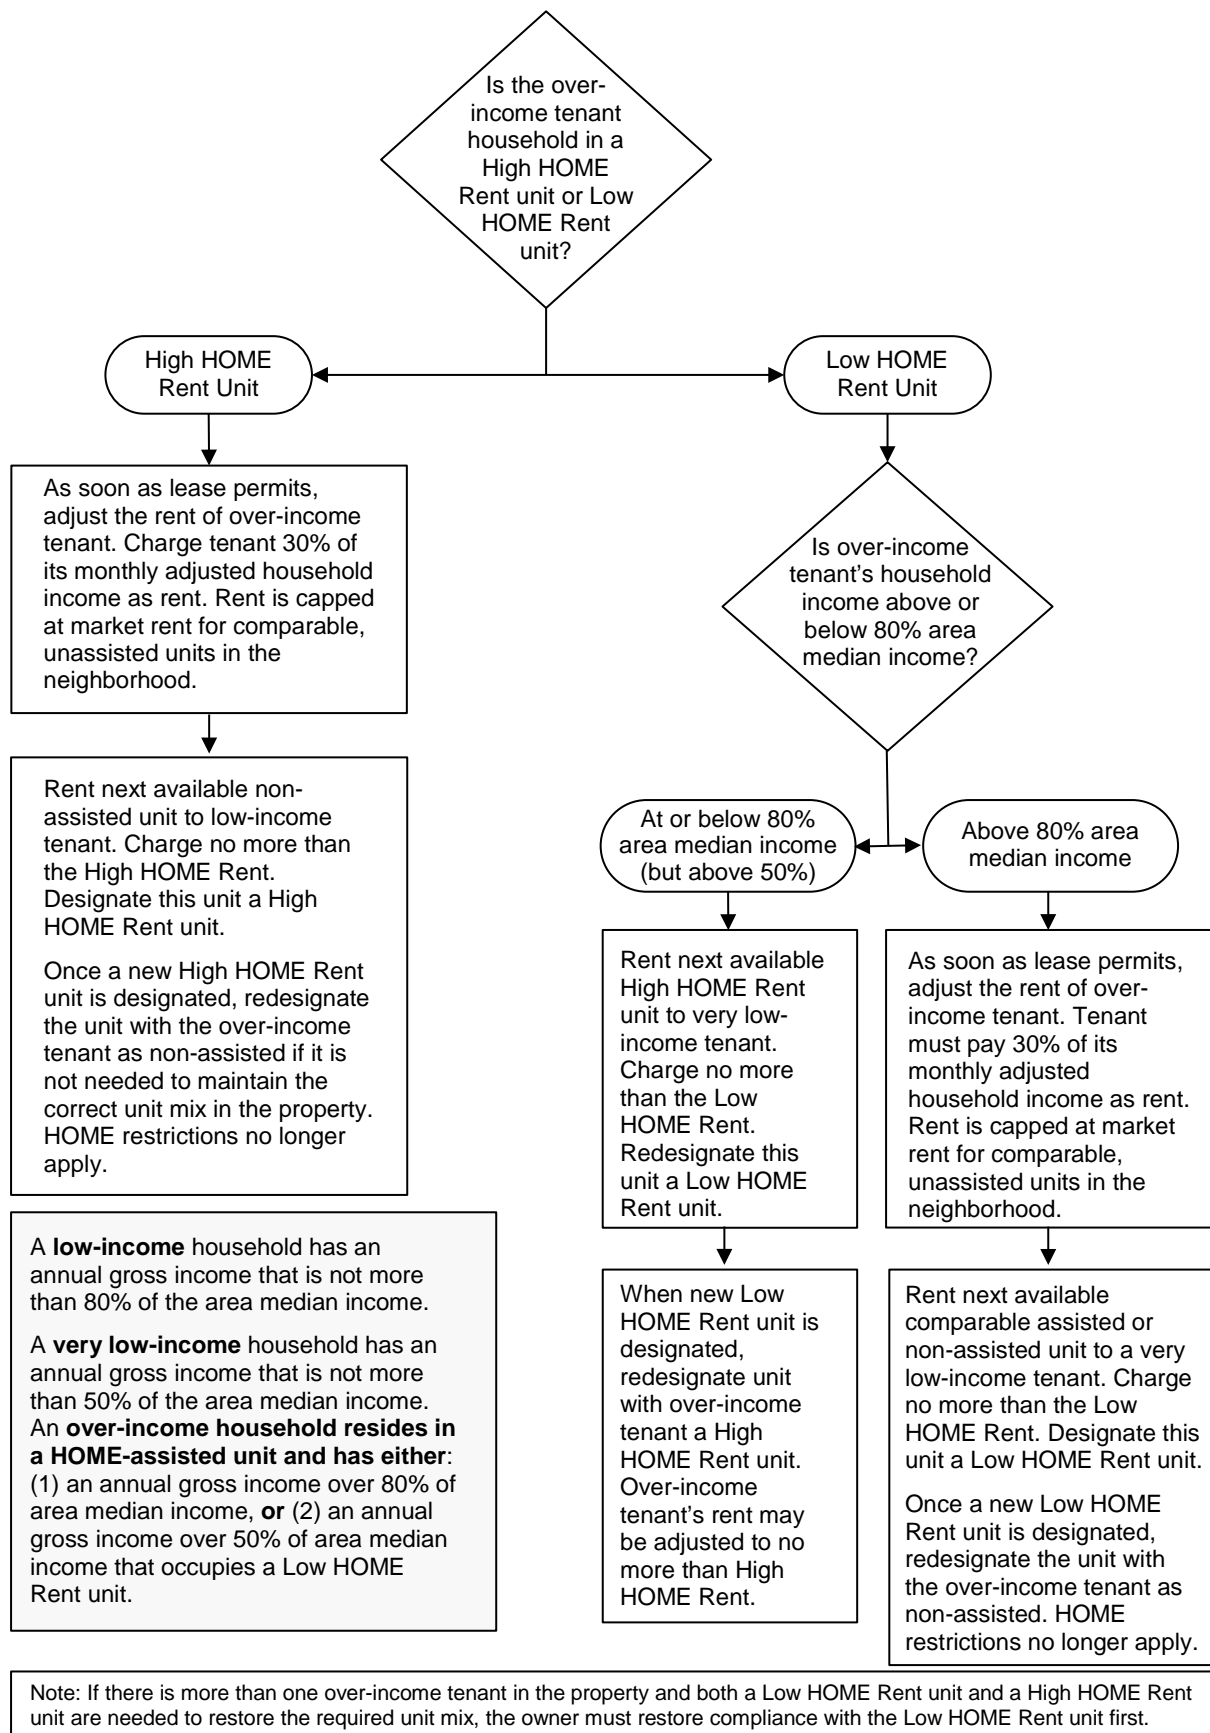 Is the over-
income tenant
household in a
High HOME
Rent unit or Low
HOME Rent
unit?
High HOME
Rent Unit
Low HOME
Rent Unit
As soon as lease permits,
adjust the rent of over-income
tenant. Charge tenant 30% of
its monthly adjusted household
income as rent. Rent is capped
at market rent for comparable,
unassisted units in the
neighborhood.
Is over-income
tenant’s household
income above or
below 80% area
median income?
Rent next available non-
assisted unit to low-income
tenant. Charge no more than
the High HOME Rent.
Designate this unit a High
HOME Rent unit.
Once a new High HOME Rent
unit is designated, redesignate
the unit with the over-income
tenant as non-assisted if it is
not needed to maintain the
correct unit mix in the property.
HOME restrictions no longer
apply.
At or below 80%
area median income
(but above 50%)
Above 80% area
median income
Rent next available
High HOME Rent
unit to very low-
income tenant.
Charge no more
than the Low
HOME Rent.
Redesignate this
unit a Low HOME
Rent unit.
As soon as lease permits,
adjust the rent of over-
income tenant. Tenant
must pay 30% of its
monthly adjusted
household income as rent.
Rent is capped at market
rent for comparable,
unassisted units in the
neighborhood.
A low-income household has an
annual gross income that is not more
than 80% of the area median income.
A very low-income household has an
annual gross income that is not more
than 50% of the area median income.
An over-income household resides in
a HOME-assisted unit and has either:
(1) an annual gross income over 80% of
area median income, or (2) an annual
gross income over 50% of area median
income that occupies a Low HOME
Rent unit.
When new Low
HOME Rent unit is
designated,
redesignate unit
with over-income
tenant a High
HOME Rent unit.
Over-income
tenant’s rent may
be adjusted to no
more than High
HOME Rent.
Rent next available
comparable assisted or
non-assisted unit to a very
low-income tenant. Charge
no more than the Low
HOME Rent. Designate this
unit a Low HOME Rent unit.
Once a new Low HOME
Rent unit is designated,
redesignate the unit with
the over-income tenant as
non-assisted. HOME
restrictions no longer apply.
Note: If there is more than one over-income tenant in the property and both a Low HOME Rent unit and a High HOME Rent
unit are needed to restore the required unit mix, the owner must restore compliance with the Low HOME Rent unit first.